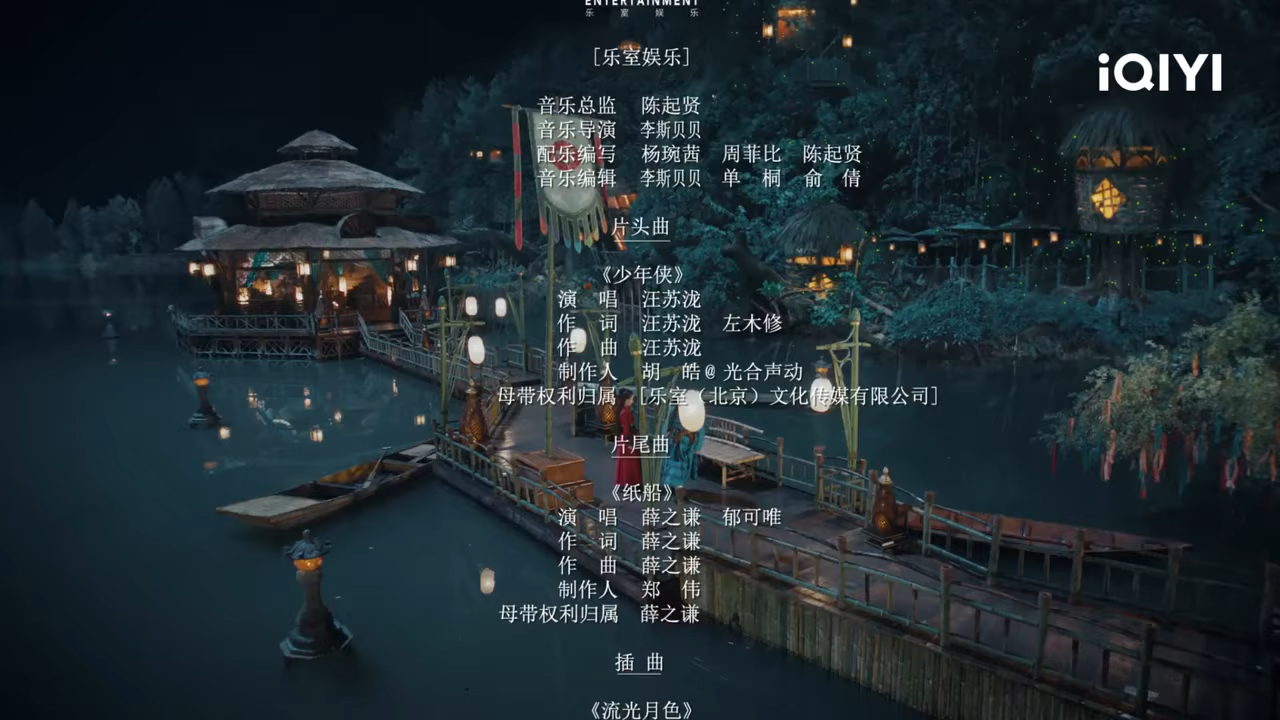 ENTERTAINMENT
乐 室 娱 乐
iQIYI
[乐室娱乐]
音乐总监 陈起贤
音乐导演 李斯贝贝
配乐编写 杨琬茜 周菲比 陈起贤
音乐编辑 李斯贝贝 单 桐 俞 倩
片头曲
《少年侠》
演 唱 汪苏泷
作 词 汪苏泷 左木修
作 曲 汪苏泷
制作人 胡 皓@光合声动
母带权利归属 [乐室（北京）文化传媒有限公司]
片尾曲
《纸船》
演 唱 薛之谦 郁可唯
作 词 薛之谦
作 曲 薛之谦
制作人 郑 伟
母带权利归属 薛之谦
插 曲
《流光月色》